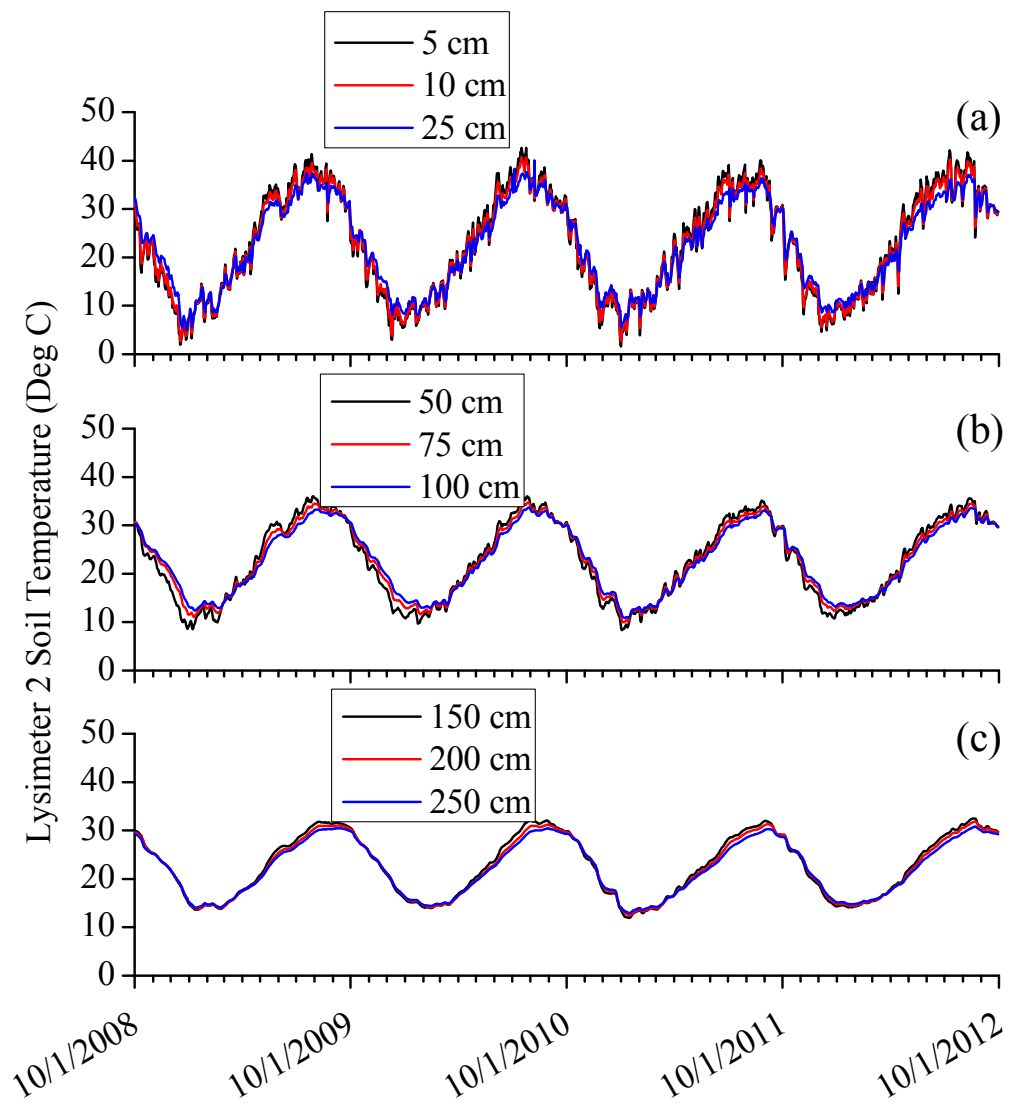 5 cm
10 cm
25 cm
(a)
50
40
30
20
10
0
50 cm
75 cm
100 cm
(b)
50
40
30
20
10
0
150 cm
200 cm
250 cm
(c)
50
40
30
20
10
0
Lysimeter 2 Soil Temperature (Deg C)
10/1/2008
10/1/2009
10/1/2010
10/1/2011
10/1/2012